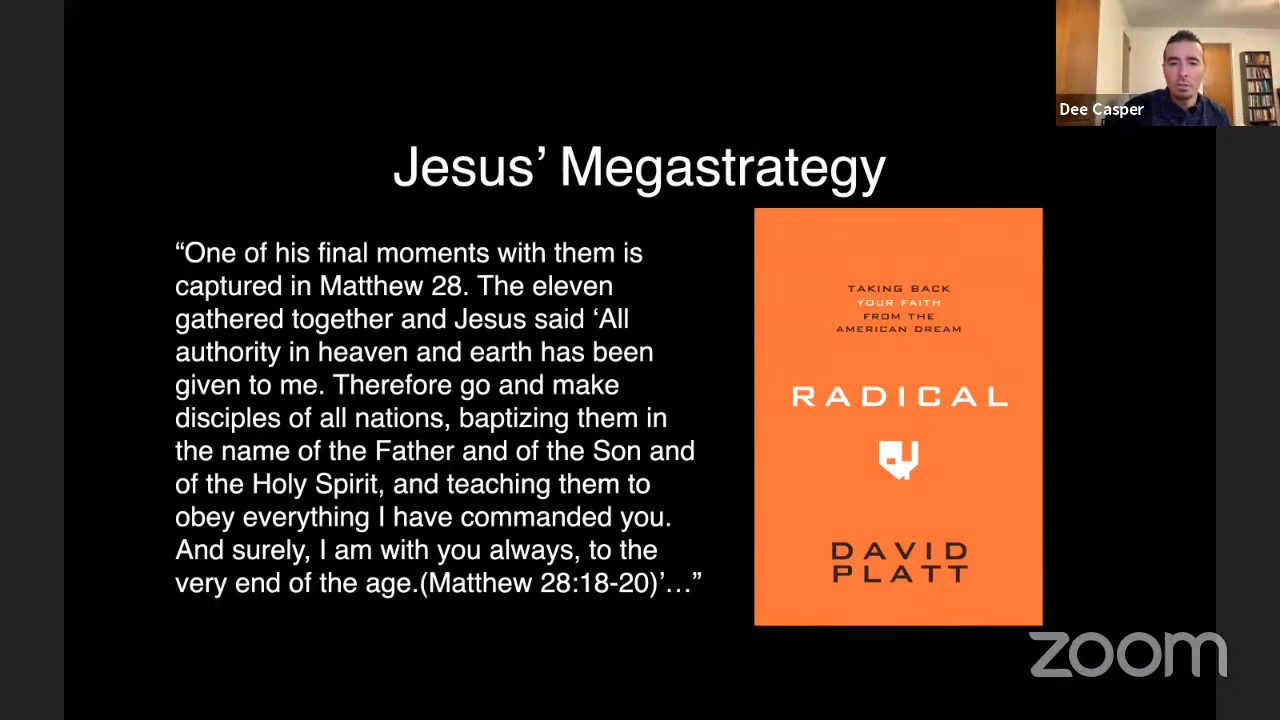 Dee Casper
Jesus’ Megastrategy
“One of his final moments with them is
captured in Matthew 28. The eleven
gathered together and Jesus said ‘All
authority in heaven and earth has been
given to me. Therefore go and make
disciples of all nations, baptizing them in
the name of the Father and of the Son and
of the Holy Spirit, and teaching them to
obey everything I have commanded you.
And surely, I am with you always, to the
very end of the age.(Matthew 28:18-20)’…”
TAKING BACK
YOUR FAITH
FROM THE
AMERICAN DREAM
RADICAL
DAVID
PLATT
zoom